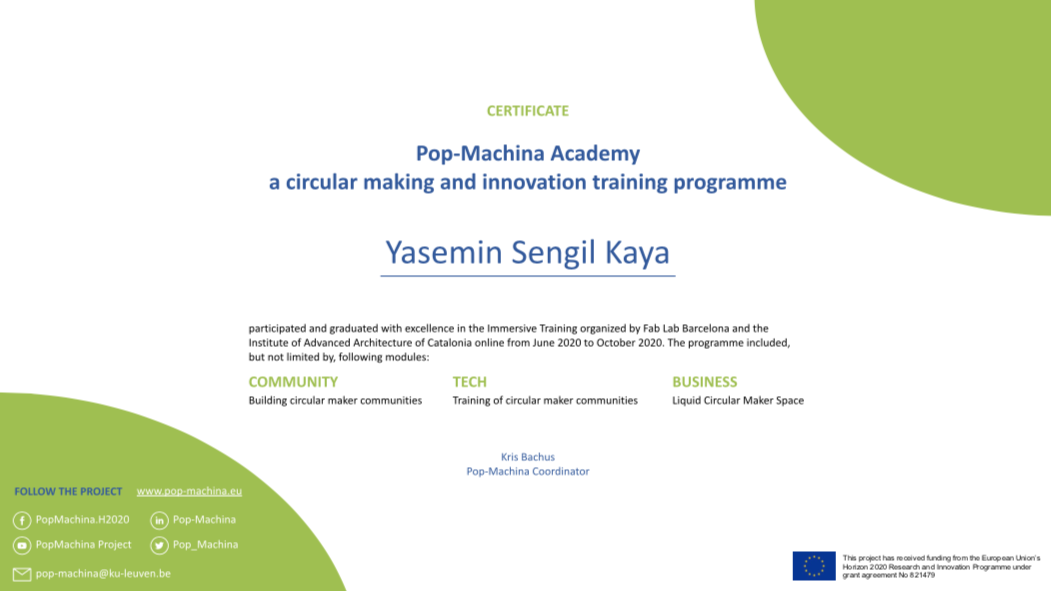 CERTIFICATE
Pop-Machina Academy
a circular making and innovation training programme
Yasemin Sengil Kaya
participated and graduated with excellence in the Immersive Training organized by Fab Lab Barcelona and the
Institute of Advanced Architecture of Catalonia online from June 2020 to October 2020. The programme included,
but not limited by, following modules:
COMMUNITY
Building circular maker communities
TECH
Training of circular maker communities
BUSINESS
Liquid Circular Maker Space
Kris Bachus
Pop-Machina Coordinator
FOLLOW THE PROJECT www.pop-machina.eu
PopMachina.H2020 Pop-Machina
PopMachina Project Pop_Machina
pop-machina@ku-leuven.be
This project has received funding from the European Union's
Horizon 2020 Research and Innovation Programme under
grant agreement No 821479